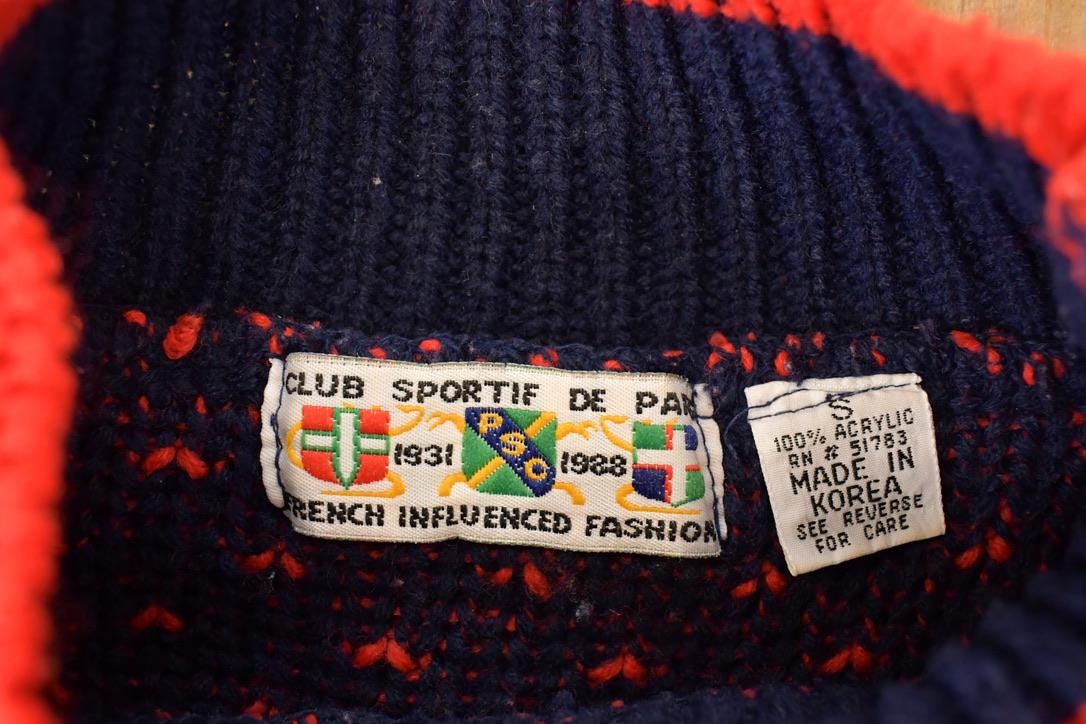 CLUB SPORTIF DE PAR
1931 PSC 1988
FRENCH INFLUENCED FASHION
S
100% ACRYLIC
RN # 51783
MADE IN
KOREA
SEE REVERSE
FOR CARE